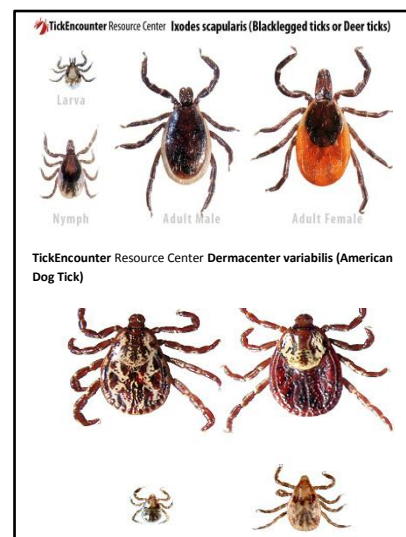 TickEncounter Resource Center Ixodes scapularis (Blacklegged ticks or Deer ticks)
Larva
Nymph
Adult Male
Adult Female
TickEncounter Resource Center Dermacenter variabilis (American
Dog Tick)